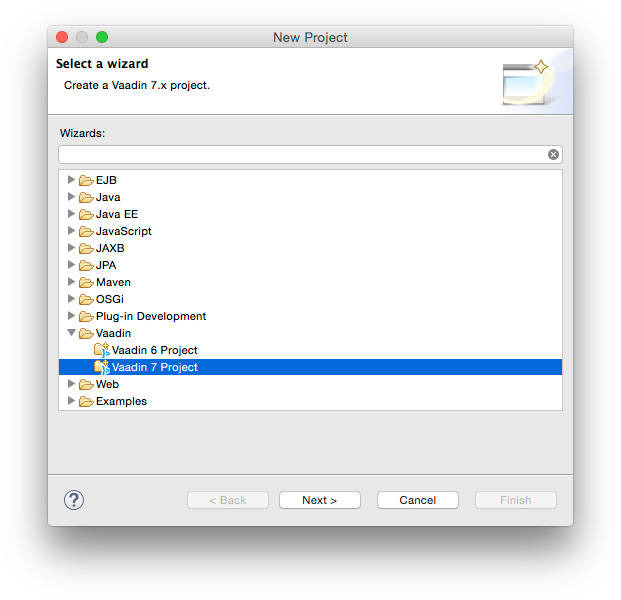 New Project
Select a wizard
Create a Vaadin 7.x project.
Wizards:
EJB
Java
Java EE
JavaScript
JAXB
JPA
Maven
OSGi
Plug-in Development
Vaadin
Vaadin 6 Project
Vaadin 7 Project
Web
Examples
? < Back Next > Cancel Finish